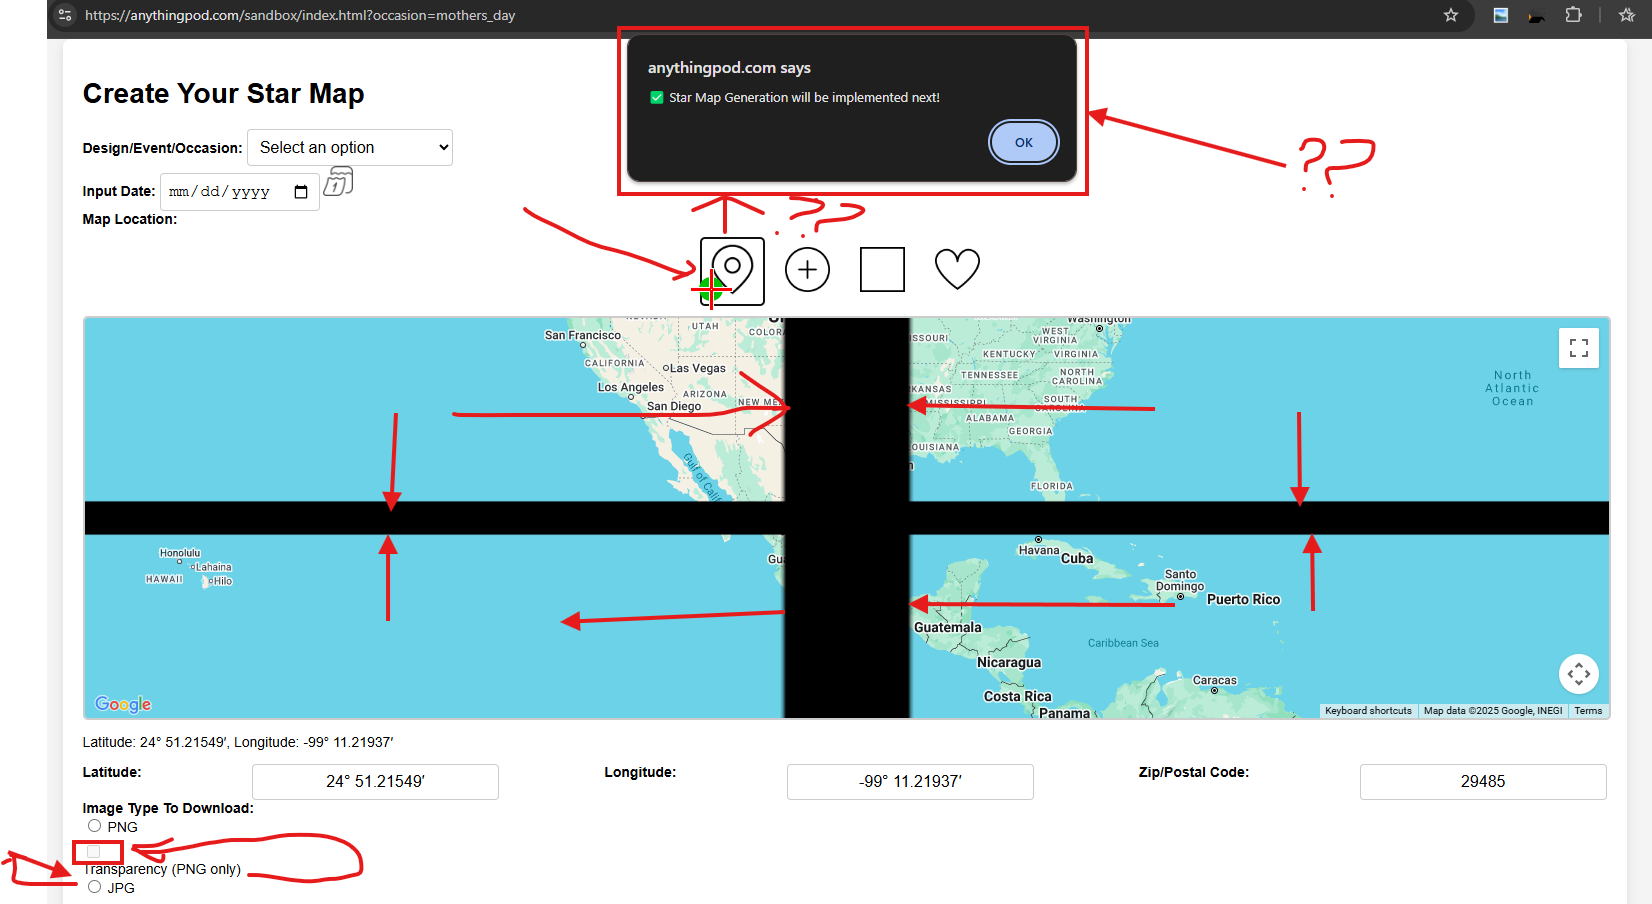 https://anythingpod.com/sandbox/index.html?occasion=mothers_day
anythingpod.com says
Star Map Generation will be implemented next!
OK
Create Your Star Map
Design/Event/Occasion: Select an option
Input Date: mm/dd/yyyy
Map Location:
??
??
San Francisco
UTAH
COLOR
Washington
ISSOURI
WEST VIRGINIA
KENTUCKY VIRGINIA
CALIFORNIA
Las Vegas
TENNESSEE
NORTH CAROLINA
North Atlantic Ocean
Los Angeles
ARIZONA
NEW MEX
KANSAS
MISSISSIPPI
SOUTH CAROLINA
San Diego
ALABAMA
GEORGIA
OUISIANA
Gulf of Calif
FLORIDA
Honolulu
Lahaina
HAWAII
Hilo
Gu
Havana
Cuba
Santo Domingo
Puerto Rico
Guatemala
Caribbean Sea
Nicaragua
Caracas
Costa Rica
Panama
Google
Keyboard shortcuts Map data ©2025 Google, INEGI Terms
Latitude: 24° 51.21549′, Longitude: -99° 11.21937′
Latitude: 24° 51.21549′ Longitude: -99° 11.21937′ Zip/Postal Code: 29485
Image Type To Download:
PNG
Transparency (PNG only)
JPG